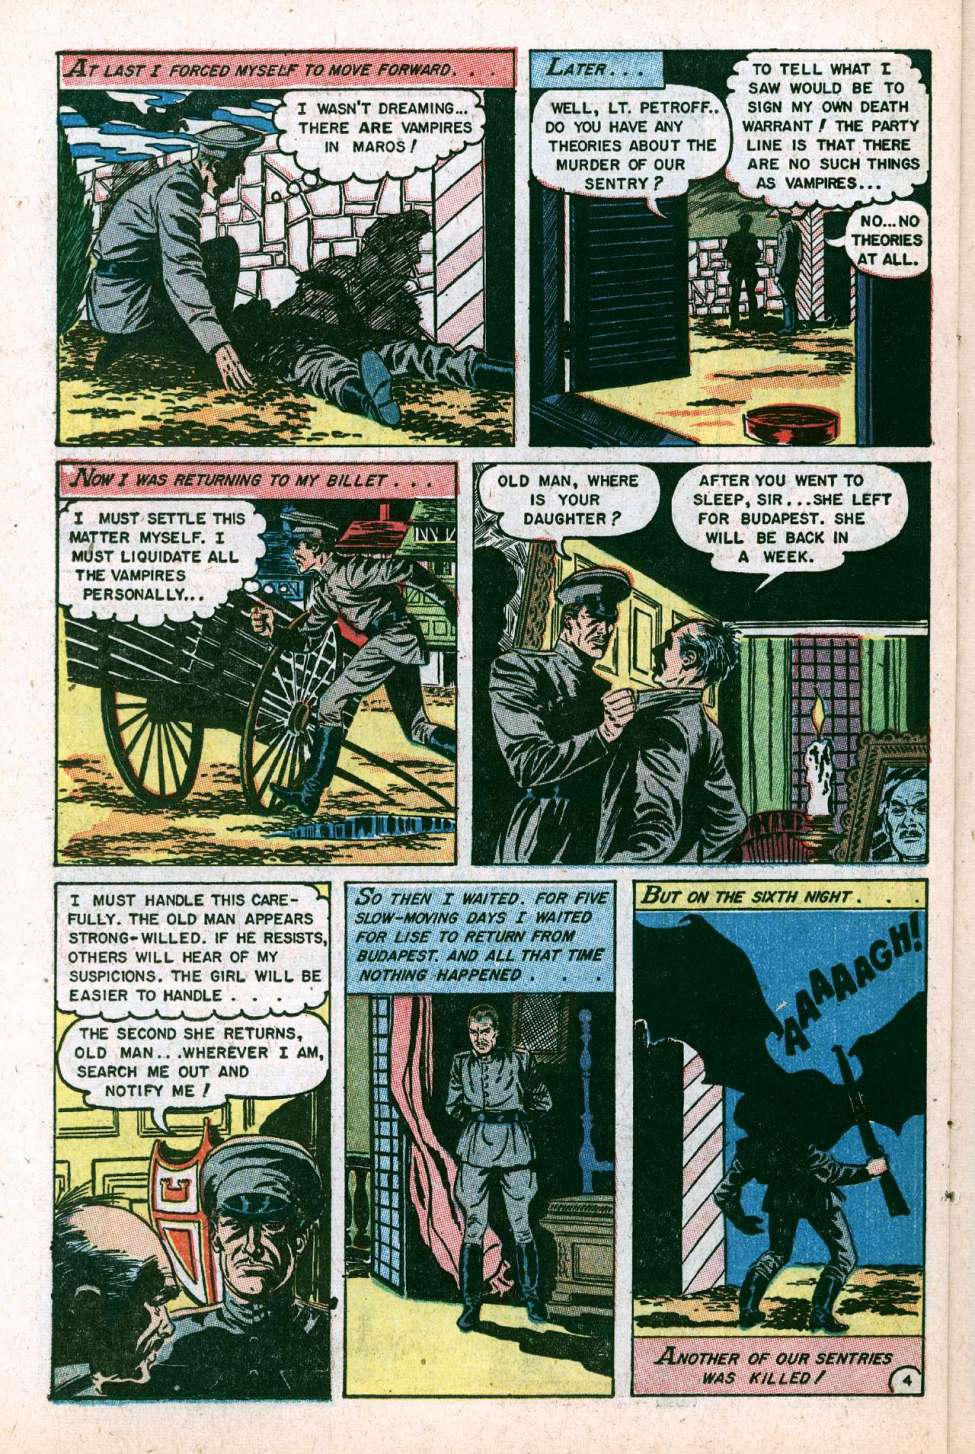 AT LAST I FORCED MYSELF TO MOVE FORWARD. . .
I WASN'T DREAMING...
THERE ARE VAMPIRES
IN MAROS!
LATER...
WELL, LT. PETROFF..
DO YOU HAVE ANY
THEORIES ABOUT THE
MURDER OF OUR
SENTRY?
TO TELL WHAT I
SAW WOULD BE TO
SIGN MY OWN DEATH
WARRANT! THE PARTY
LINE IS THAT THERE
ARE NO SUCH THINGS
AS VAMPIRES...
NO...NO
THEORIES
AT ALL.
NOW I WAS RETURNING TO MY BILLET . . .
I MUST SETTLE THIS
MATTER MYSELF. I
MUST LIQUIDATE ALL
THE VAMPIRES
PERSONALLY...
OLD MAN, WHERE
IS YOUR
DAUGHTER?
AFTER YOU WENT TO
SLEEP, SIR...SHE LEFT
FOR BUDAPEST. SHE
WILL BE BACK IN
A WEEK.
I MUST HANDLE THIS CARE-
FULLY. THE OLD MAN APPEARS
STRONG-WILLED. IF HE RESISTS,
OTHERS WILL HEAR OF MY
SUSPICIONS. THE GIRL WILL BE
EASIER TO HANDLE . . .
THE SECOND SHE RETURNS,
OLD MAN...WHEREVER I AM,
SEARCH ME OUT AND
NOTIFY ME!
SO THEN I WAITED. FOR FIVE
SLOW-MOVING DAYS I WAITED
FOR LISE TO RETURN FROM
BUDAPEST. AND ALL THAT TIME
NOTHING HAPPENED . . .
BUT ON THE SIXTH NIGHT . . .
AAAAAGH!
ANOTHER OF OUR SENTRIES
WAS KILLED!
4